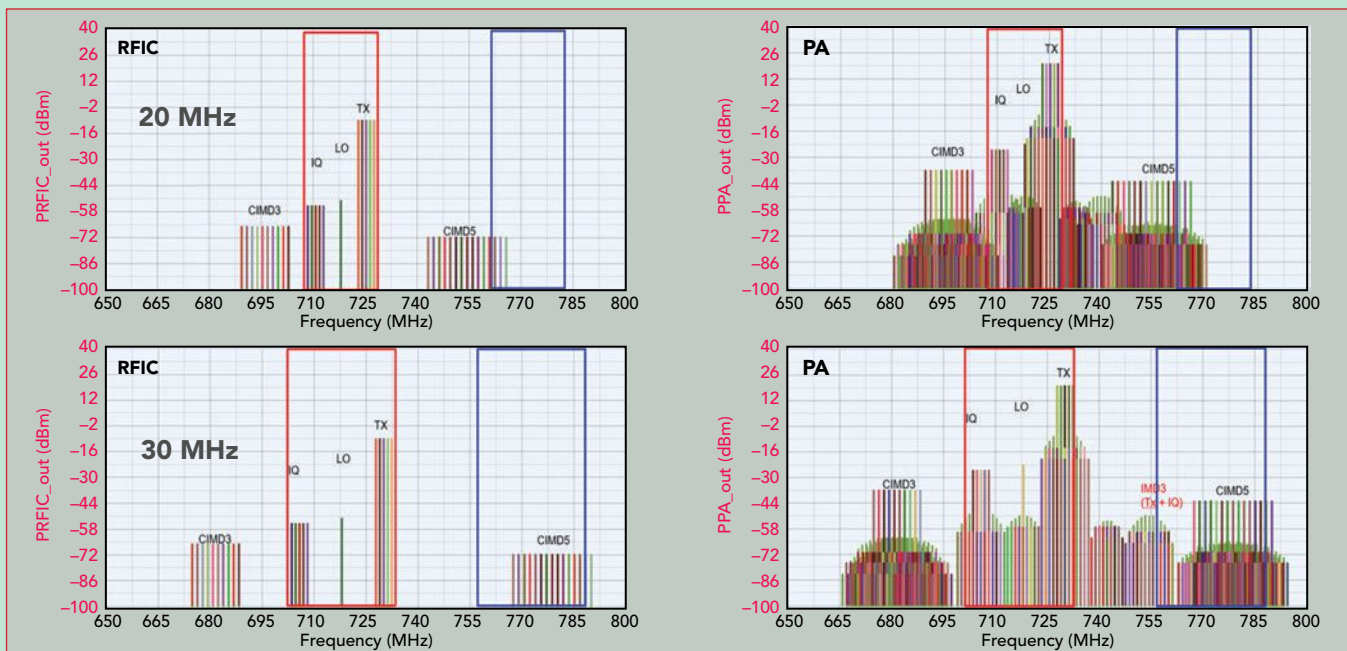 RFIC
20 MHz
PRFIC_out (dBm)
40
26
12
–2
–16
–30
–44
–58
–72
–86
–100
TX
LO
IQ
CIMD3
CIMD5
650 665 680 695 710 725 740 755 770 785 800
Frequency (MHz)
PA
PPA_out (dBm)
40
26
12
–2
–16
–30
–44
–58
–72
–86
–100
TX
LO
IQ
CIMD3
CIMD5
650 665 680 695 710 725 740 755 770 785 800
Frequency (MHz)
RFIC
30 MHz
PRFIC_out (dBm)
40
26
12
–2
–16
–30
–44
–58
–72
–86
–100
TX
LO
IQ
CIMD3
CIMD5
650 665 680 695 710 725 740 755 770 785 800
Frequency (MHz)
PA
PPA_out (dBm)
40
26
12
–2
–16
–30
–44
–58
–72
–86
–100
TX
LO
IQ
CIMD3
IMD3
(Tx + IQ)
CIMD5
650 665 680 695 710 725 740 755 770 785 800
Frequency (MHz)